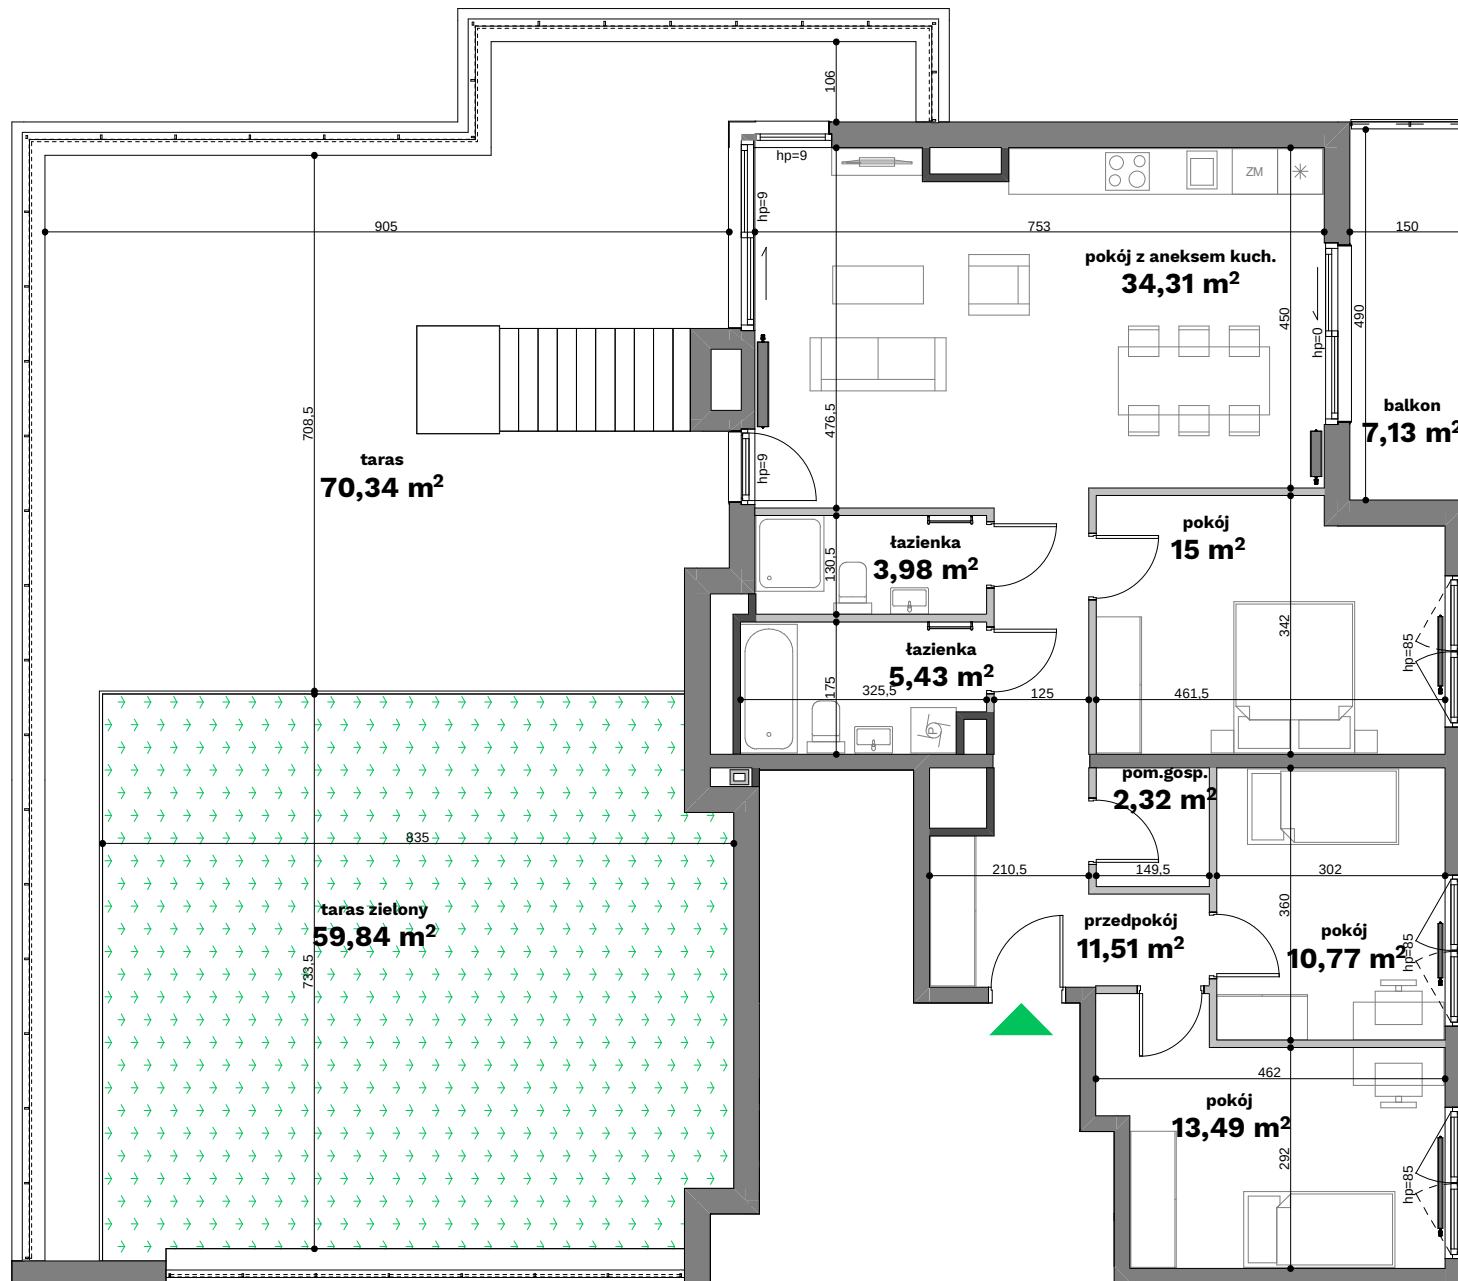 106
hp=9
hp=9
ZM
905
753
150
pokój z aneksem kuch.
34,31 m²
450
490
hp=0
balkon
7,13 m²
708,5
476,5
taras
70,34 m²
hp=9
pokój
15 m²
łazienka
3,98 m²
130,5
342
hp=85
łazienka
5,43 m²
175
325,5
125
461,5
P
pom.gosp.
2,32 m²
835
210,5
149,5
302
360
taras zielony
59,84 m²
733,5
przedpokój
11,51 m²
pokój
10,77 m²
hp=85
462
pokój
13,49 m²
292
hp=85